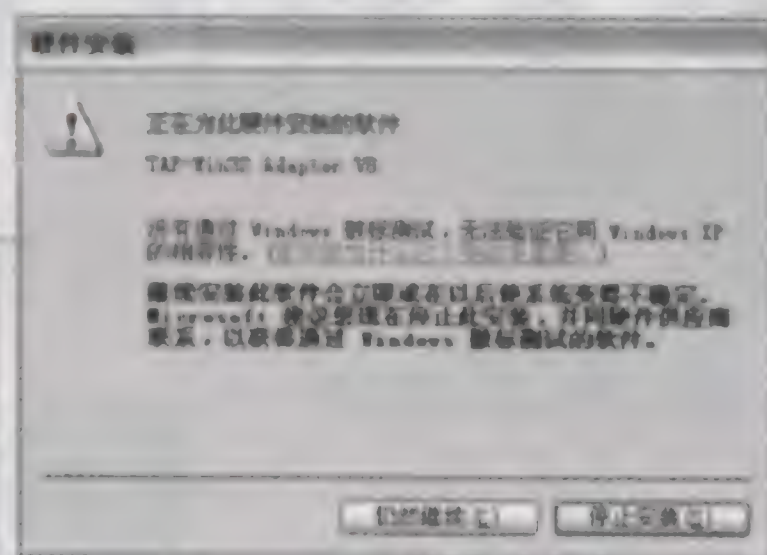 硬件安装
正在为此硬件安装的软件
TAP-Win32 Adapter V8
没有通过 Windows 徽标测试，无法验证它同 Windows XP
的相容性。(
继续安装此软件会立即或在以后使系统变得不稳定。
Microsoft 建议您现在停止此安装，并同硬件供应商
联系，以获得通过 Windows 徽标测试的软件。
仍然继续(C)
停止安装(S)